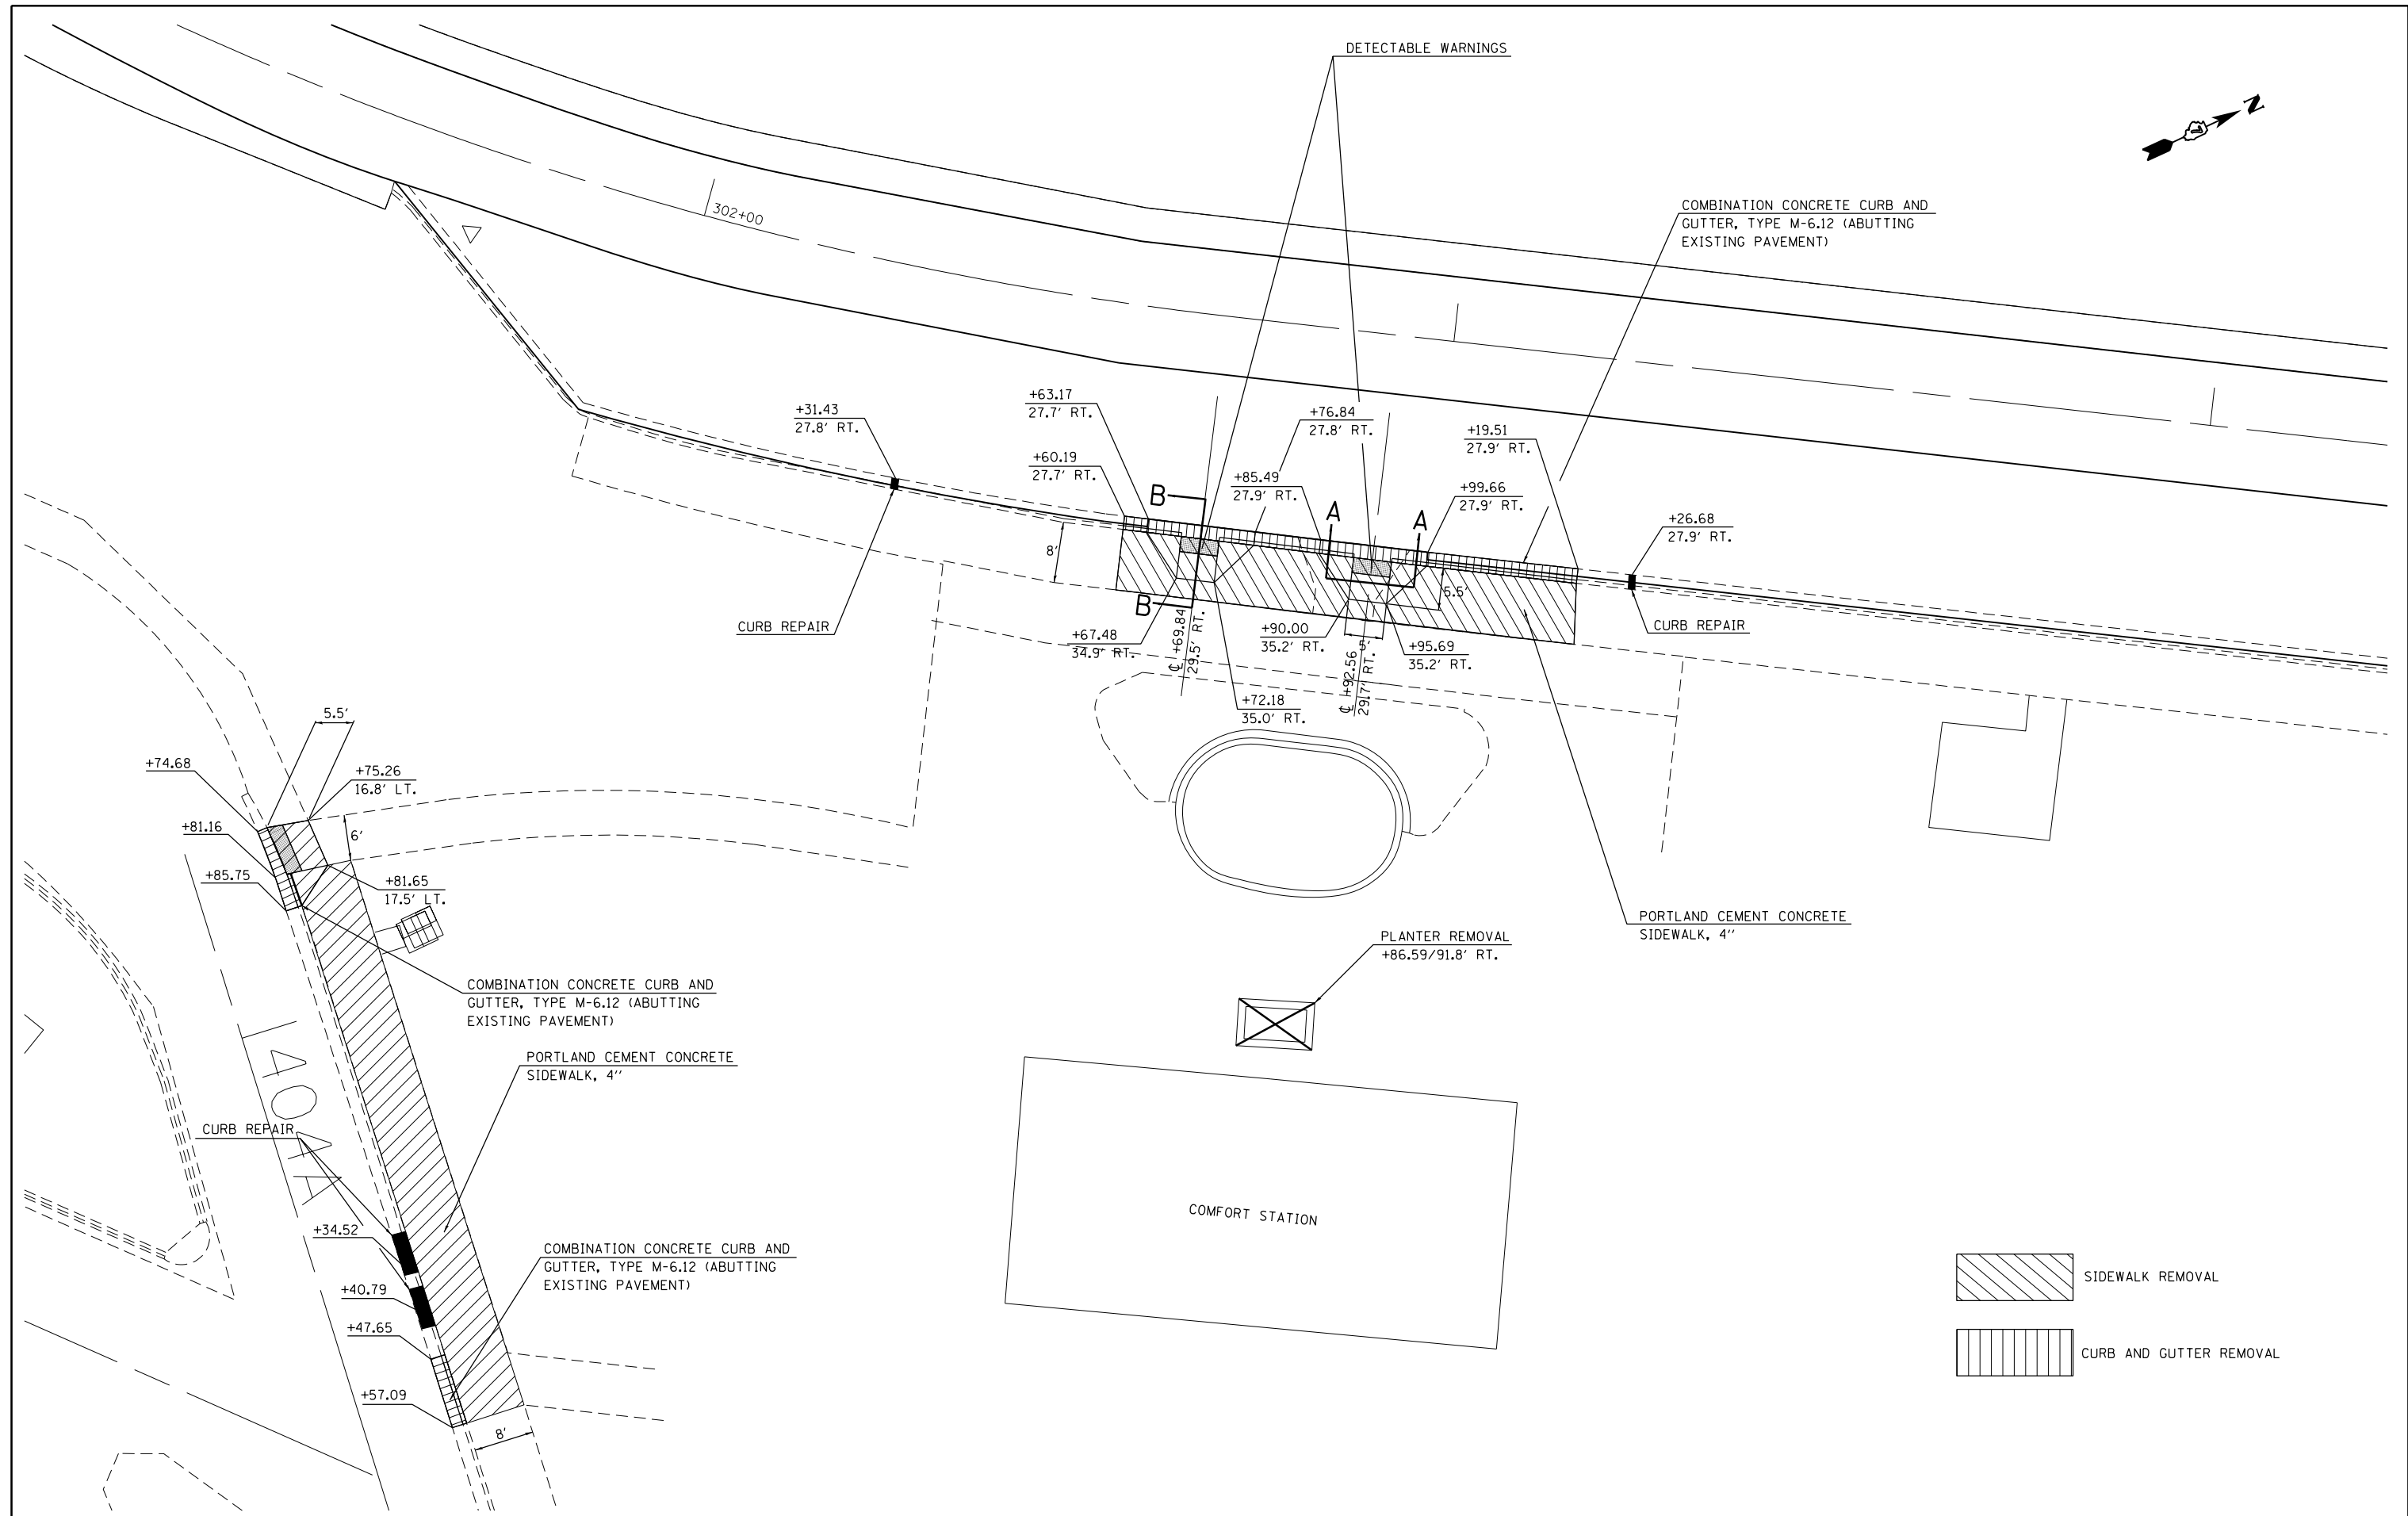 DETECTABLE WARNINGS
N
COMBINATION CONCRETE CURB AND
GUTTER, TYPE M-6.12 (ABUTTING
EXISTING PAVEMENT)
302+00
+31.43
27.8' RT.
+63.17
27.7' RT.
+76.84
27.8' RT.
+60.19
27.7' RT.
+85.49
27.9' RT.
+19.51
27.9' RT.
+99.66
27.9' RT.
+26.68
27.9' RT.
B
B
A
A
8'
5.5'
CURB REPAIR
CURB REPAIR
+67.48
34.9' RT.
℄ +69.84
29.5' RT.
+90.00
35.2' RT.
5'
℄ +92.56
29.7' RT.
+95.69
35.2' RT.
+72.18
35.0' RT.
5.5'
+74.68
+75.26
16.8' LT.
+81.16
6'
+85.75
+81.65
17.5' LT.
PORTLAND CEMENT CONCRETE
SIDEWALK, 4''
PLANTER REMOVAL
+86.59/91.8' RT.
COMBINATION CONCRETE CURB AND
GUTTER, TYPE M-6.12 (ABUTTING
EXISTING PAVEMENT)
PORTLAND CEMENT CONCRETE
SIDEWALK, 4''
CURB REPAIR
COMFORT STATION
+34.52
COMBINATION CONCRETE CURB AND
GUTTER, TYPE M-6.12 (ABUTTING
EXISTING PAVEMENT)
+40.79
+47.65
+57.09
8'
SIDEWALK REMOVAL
CURB AND GUTTER REMOVAL